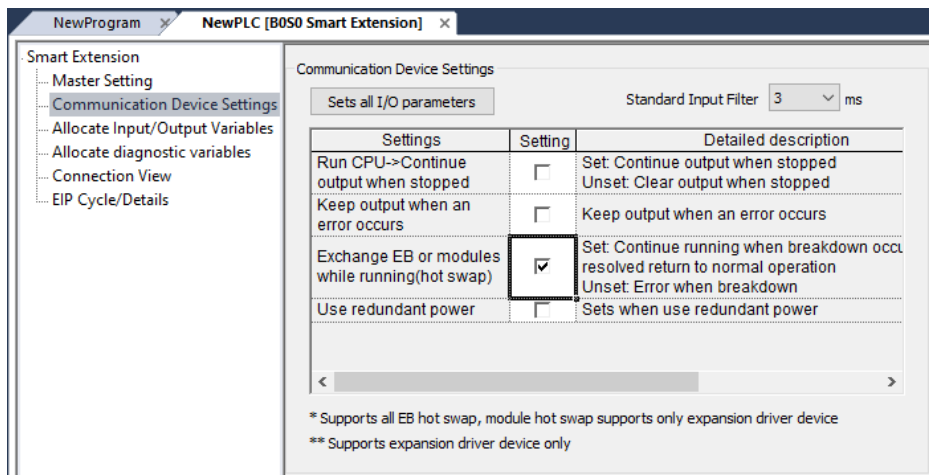 NewProgram
NewPLC [B0S0 Smart Extension]
Smart Extension
Master Setting
Communication Device Settings
Allocate Input/Output Variables
Allocate diagnostic variables
Connection View
EIP Cycle/Details
Communication Device Settings
Sets all I/O parameters
Standard Input Filter 3 ms
Settings Setting Detailed description
Run CPU->Continue
output when stopped
Set: Continue output when stopped
Unset: Clear output when stopped
Keep output when an
error occurs
Keep output when an error occurs
Exchange EB or modules
while running(hot swap)
Set: Continue running when breakdown occu
resolved return to normal operation
Unset: Error when breakdown
Use redundant power
Sets when use redundant power
* Supports all EB hot swap, module hot swap supports only expansion driver device
** Supports expansion driver device only